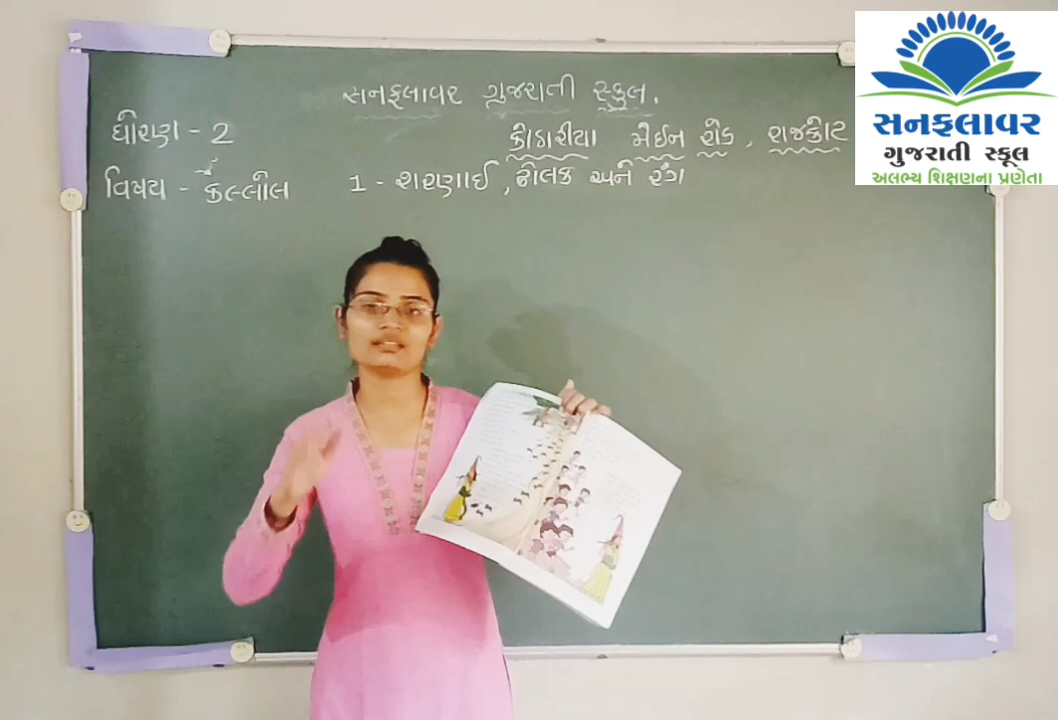 સનફલાવર ગુજરાતી સ્કુલ.
ધોરણ - 2
કોઠારીયા મેઈન રોડ, રાજકોટ
વિષય - કલ્લોલ
1 - શરણાઈ, ઢોલક અને રંગ
સનફલાવર
ગુજરાતી સ્કૂલ
અલભ્ય શિક્ષણના પ્રણેતા